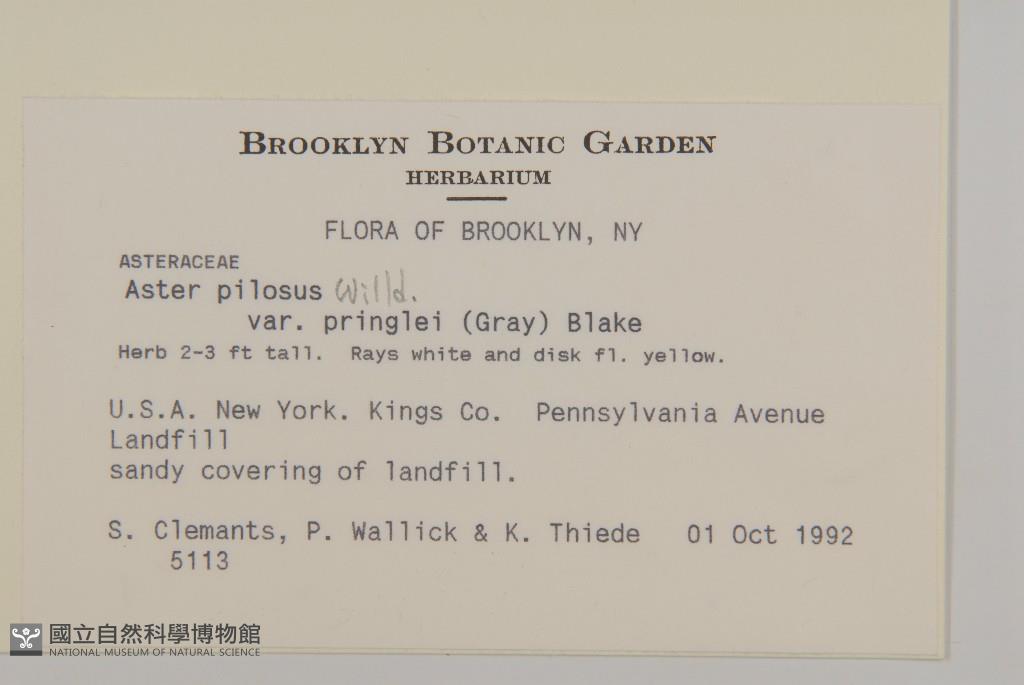 BROOKLYN BOTANIC GARDEN
HERBARIUM
FLORA OF BROOKLYN, NY
ASTERACEAE
Aster pilosus Willd.
var. pringlei (Gray) Blake
Herb 2-3 ft tall. Rays white and disk fl. yellow.
U.S.A. New York. Kings Co. Pennsylvania Avenue
Landfill
sandy covering of landfill.
S. Clemants, P. Wallick & K. Thiede 01 Oct 1992
5113
國立自然科學博物館
NATIONAL MUSEUM OF NATURAL SCIENCE